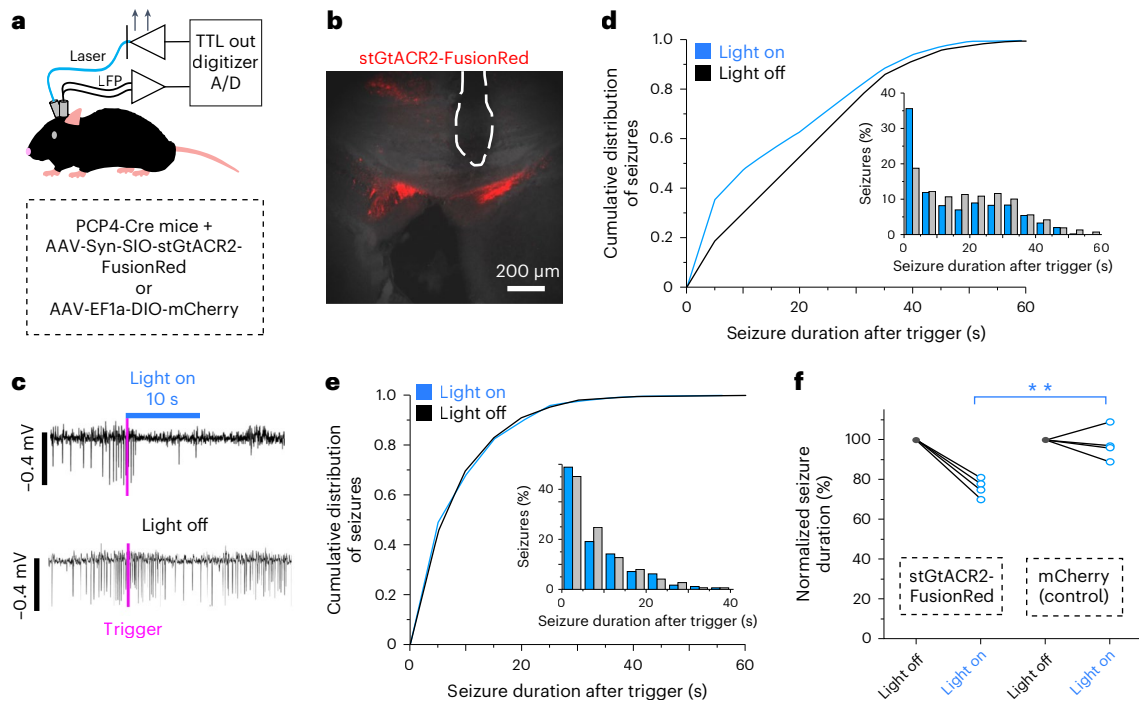 a
Laser
LFP
TTL out
digitizer
A/D
PCP4-Cre mice +
AAV-Syn-SIO-stGtACR2-
FusionRed
or
AAV-EF1a-DIO-mCherry
b
stGtACR2-FusionRed
200 µm
c
Light on
10 s
−0.4 mV
Light off
−0.4 mV
Trigger
d
Light on
Light off
Cumulative distribution
of seizures
1.0
0.8
0.6
0.4
0.2
0
0 20 40 60
Seizure duration after trigger (s)
Seizures (%)
40
30
20
10
0
0 20 40 60
Seizure duration after trigger (s)
e
Light on
Light off
Cumulative distribution
of seizures
1.0
0.8
0.6
0.4
0.2
0
0 20 40 60
Seizure duration after trigger (s)
Seizures (%)
40
20
0
0 20 40
Seizure duration after trigger (s)
f
**
Normalized seizure
duration (%)
100
80
60
40
20
0
stGtACR2-
FusionRed
mCherry
(control)
Light off
Light on
Light off
Light on